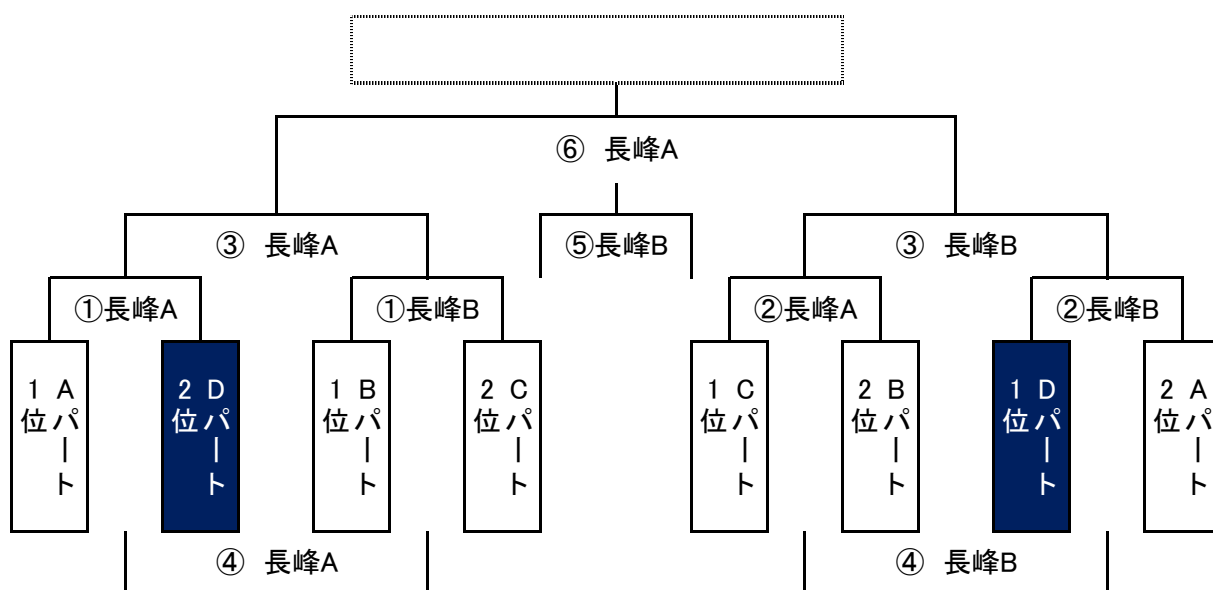 ⑥ 長峰A
③ 長峰A
⑤長峰B
③ 長峰B
①長峰A
①長峰B
②長峰A
②長峰B
Aパート
1位
Dパート
2位
Bパート
1位
Cパート
2位
Cパート
1位
Bパート
2位
Dパート
1位
Aパート
2位
④ 長峰A
④ 長峰B